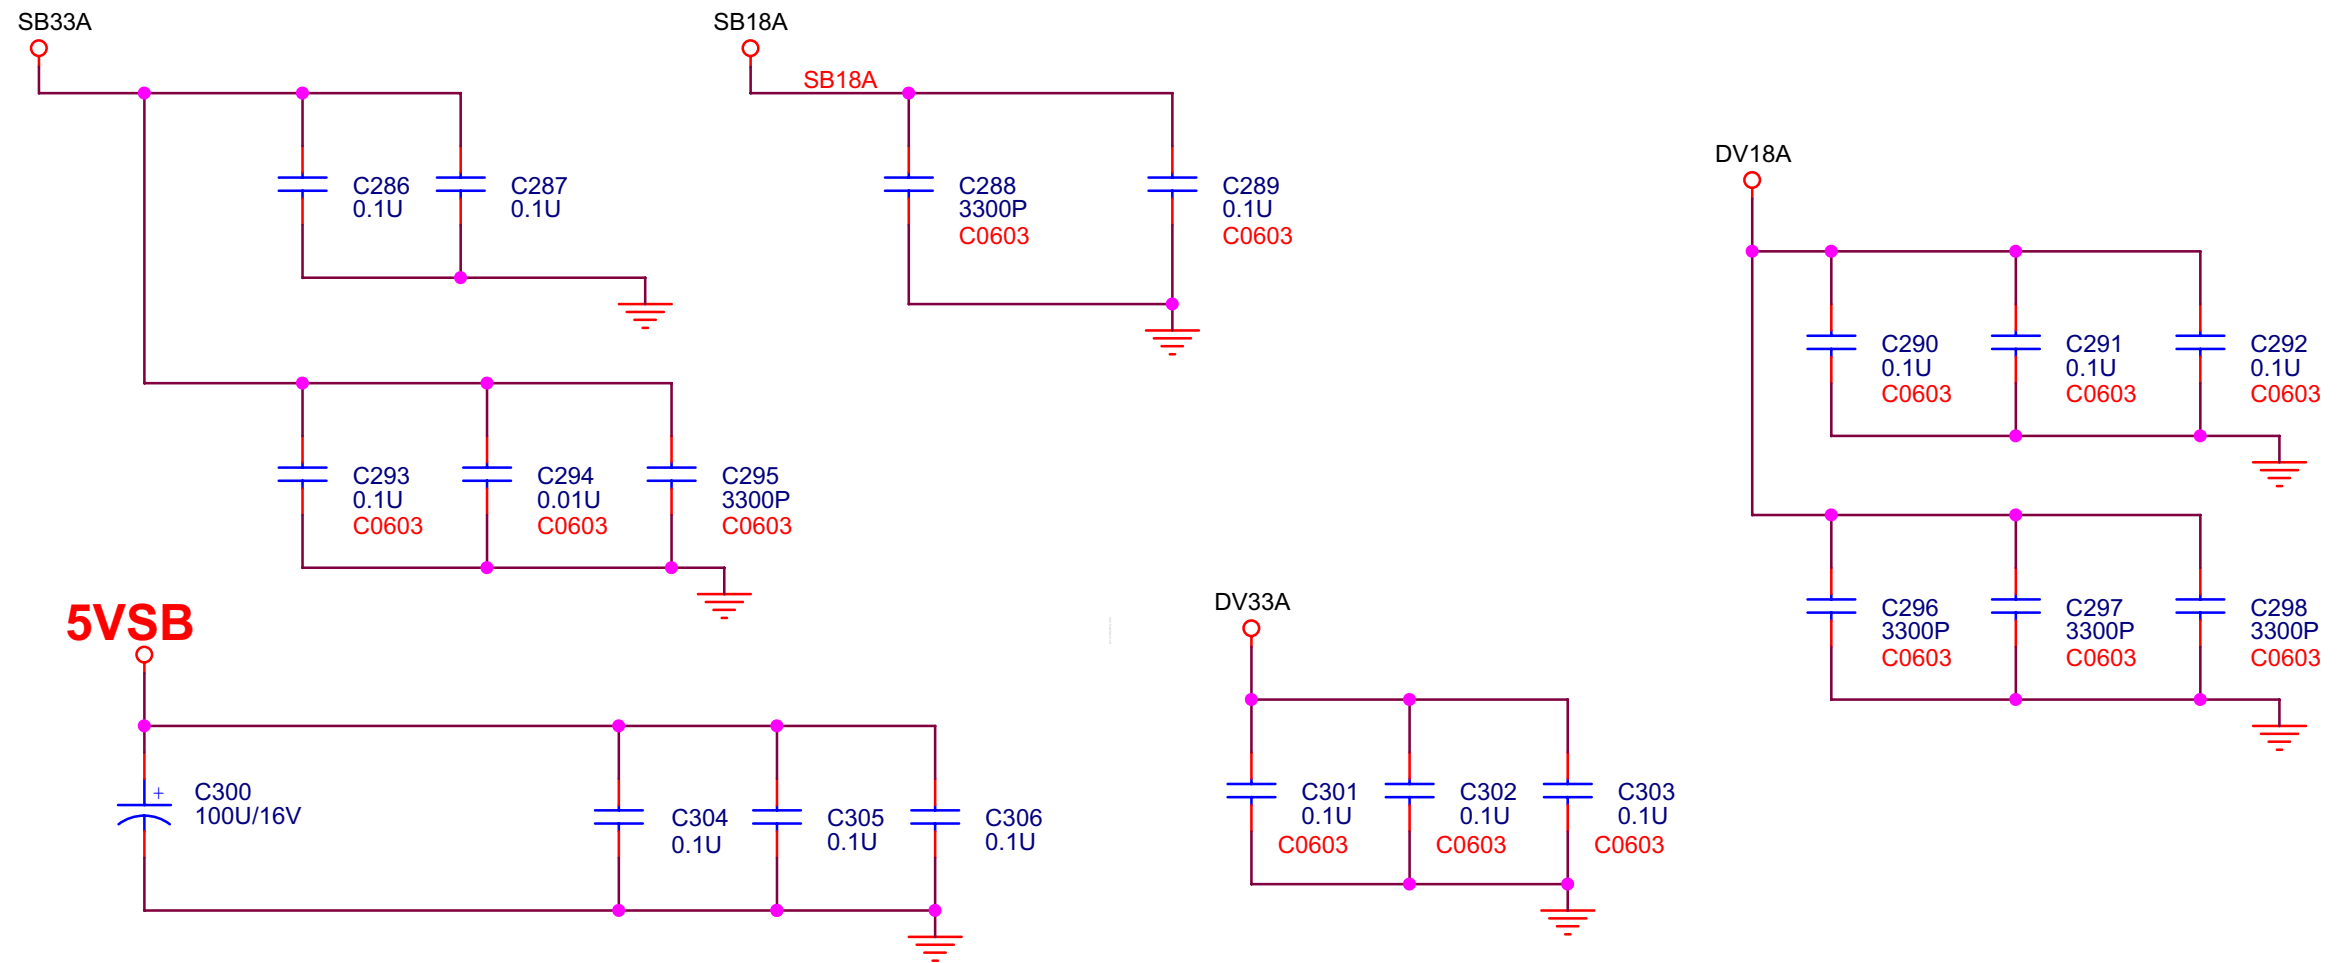 SB33A
SB18A
SB18A
C286
0.1U
C287
0.1U
C288
3300P
C0603
C289
0.1U
C0603
DV18A
C290
0.1U
C0603
C291
0.1U
C0603
C292
0.1U
C0603
C293
0.1U
C0603
C294
0.01U
C0603
C295
3300P
C0603
C296
3300P
C0603
C297
3300P
C0603
C298
3300P
C0603
5VSB
+
C300
100U/16V
C304
0.1U
C305
0.1U
C306
0.1U
DV33A
C301
0.1U
C0603
C302
0.1U
C0603
C303
0.1U
C0603